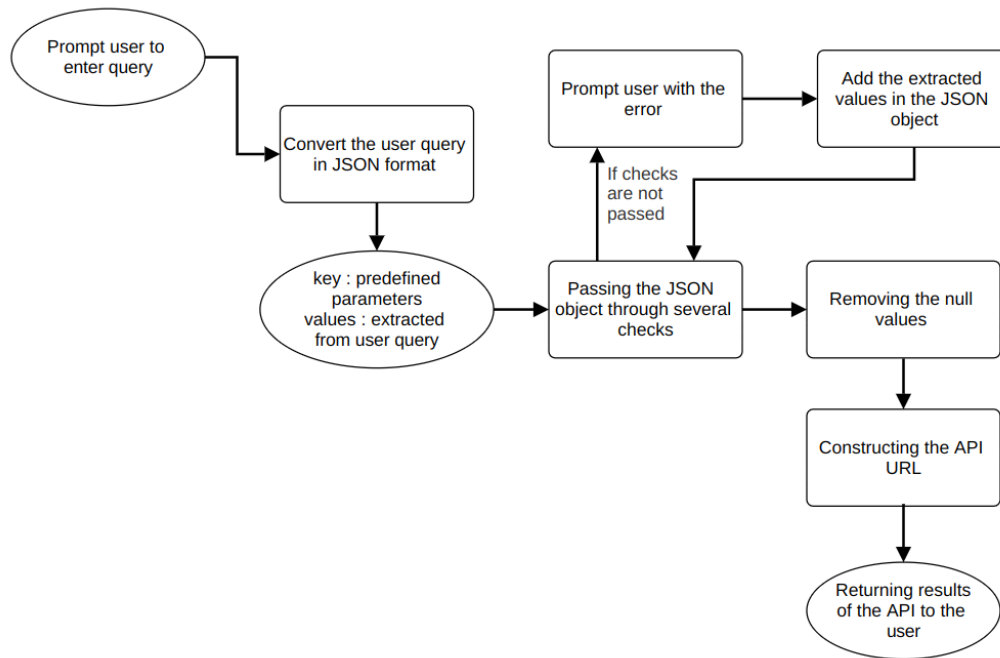 Prompt user to
enter query
Convert the user query
in JSON format
key : predefined
parameters
values : extracted
from user query
Passing the JSON
object through several
checks
If checks
are not
passed
Prompt user with the
error
Add the extracted
values in the JSON
object
Removing the null
values
Constructing the API
URL
Returning results
of the API to the
user